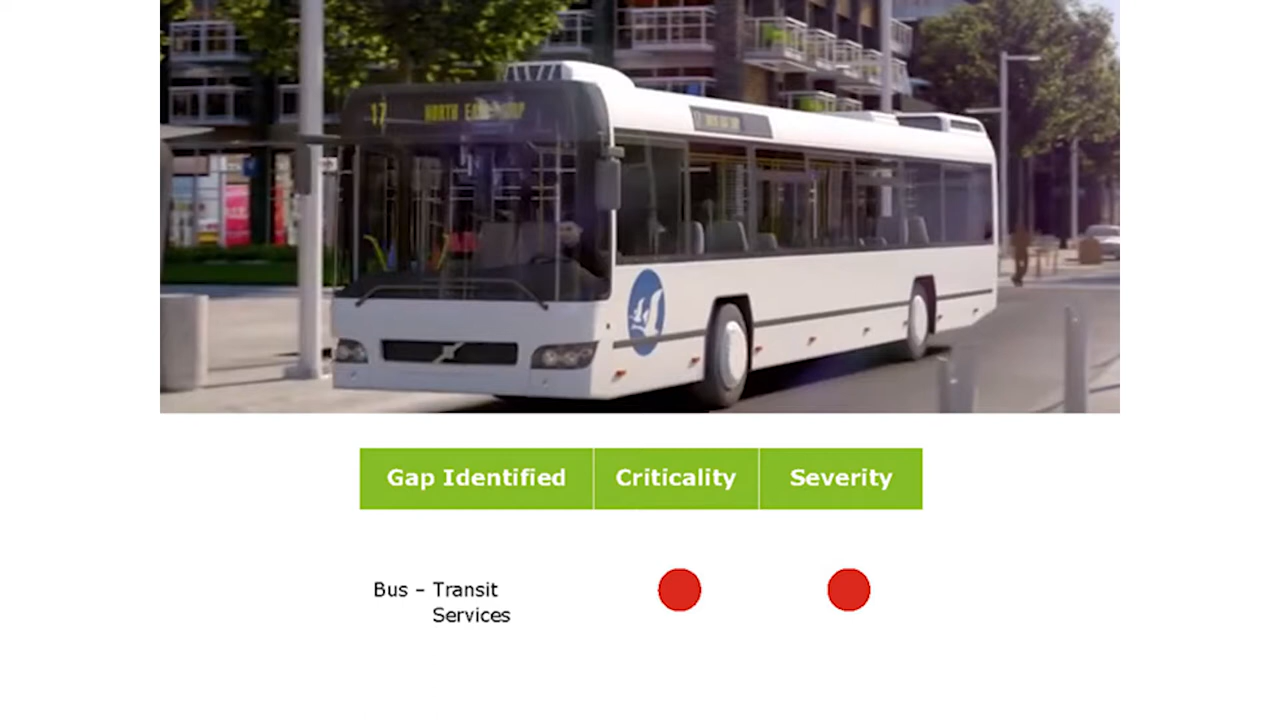 17 NORTH
Gap Identified Criticality Severity
Bus – Transit
Services